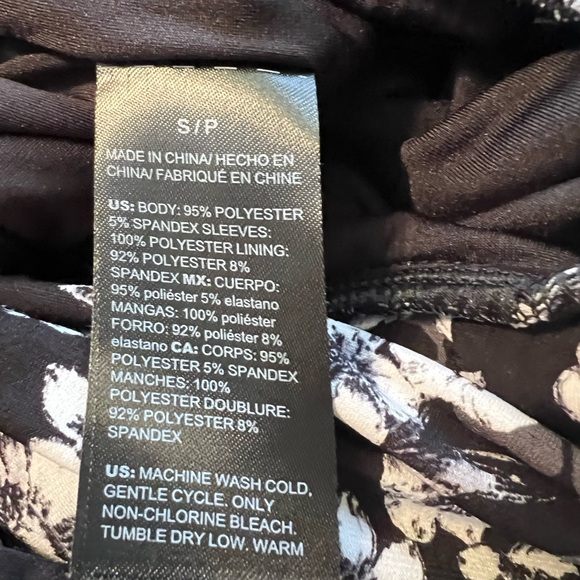 S/P
MADE IN CHINA/ HECHO EN
CHINA/ FABRIQUÉ EN CHINE
US: BODY: 95% POLYESTER
5% SPANDEX SLEEVES:
100% POLYESTER LINING:
92% POLYESTER 8%
SPANDEX MX: CUERPO:
95% poliéster 5% elastano
MANGAS: 100% poliéster
FORRO: 92% poliéster 8%
elastano CA: CORPS: 95%
POLYESTER 5% SPANDEX
MANCHES: 100%
POLYESTER DOUBLURE:
92% POLYESTER 8%
SPANDEX
US: MACHINE WASH COLD,
GENTLE CYCLE. ONLY
NON-CHLORINE BLEACH.
TUMBLE DRY LOW. WARM